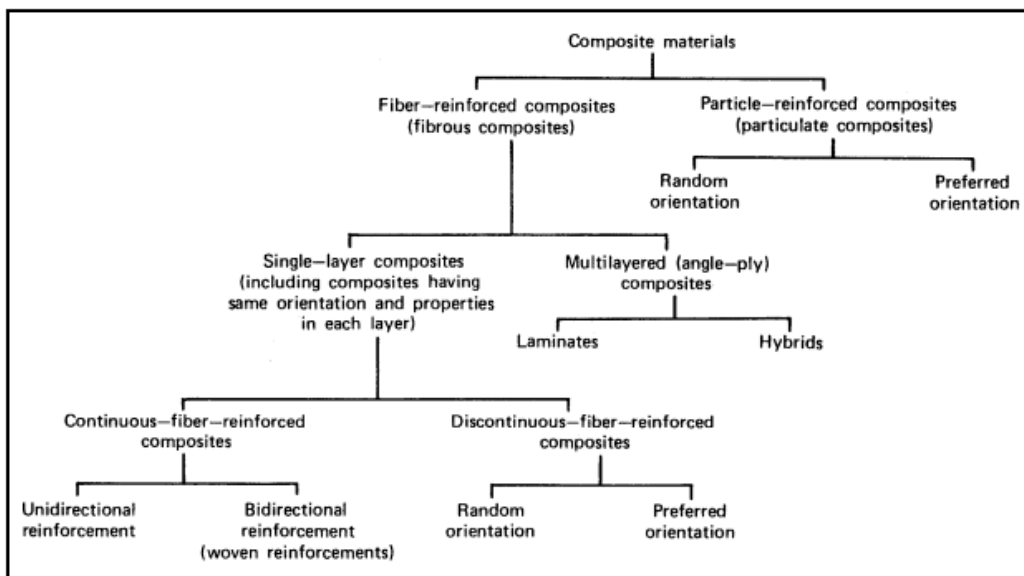 Composite materials
Fiber–reinforced composites
(fibrous composites)
Particle–reinforced composites
(particulate composites)
Random
orientation
Preferred
orientation
Single–layer composites
(including composites having
same orientation and properties
in each layer)
Multilayered (angle–ply)
composites
Laminates
Hybrids
Continuous–fiber–reinforced
composites
Discontinuous–fiber–reinforced
composites
Unidirectional
reinforcement
Bidirectional
reinforcement
(woven reinforcements)
Random
orientation
Preferred
orientation